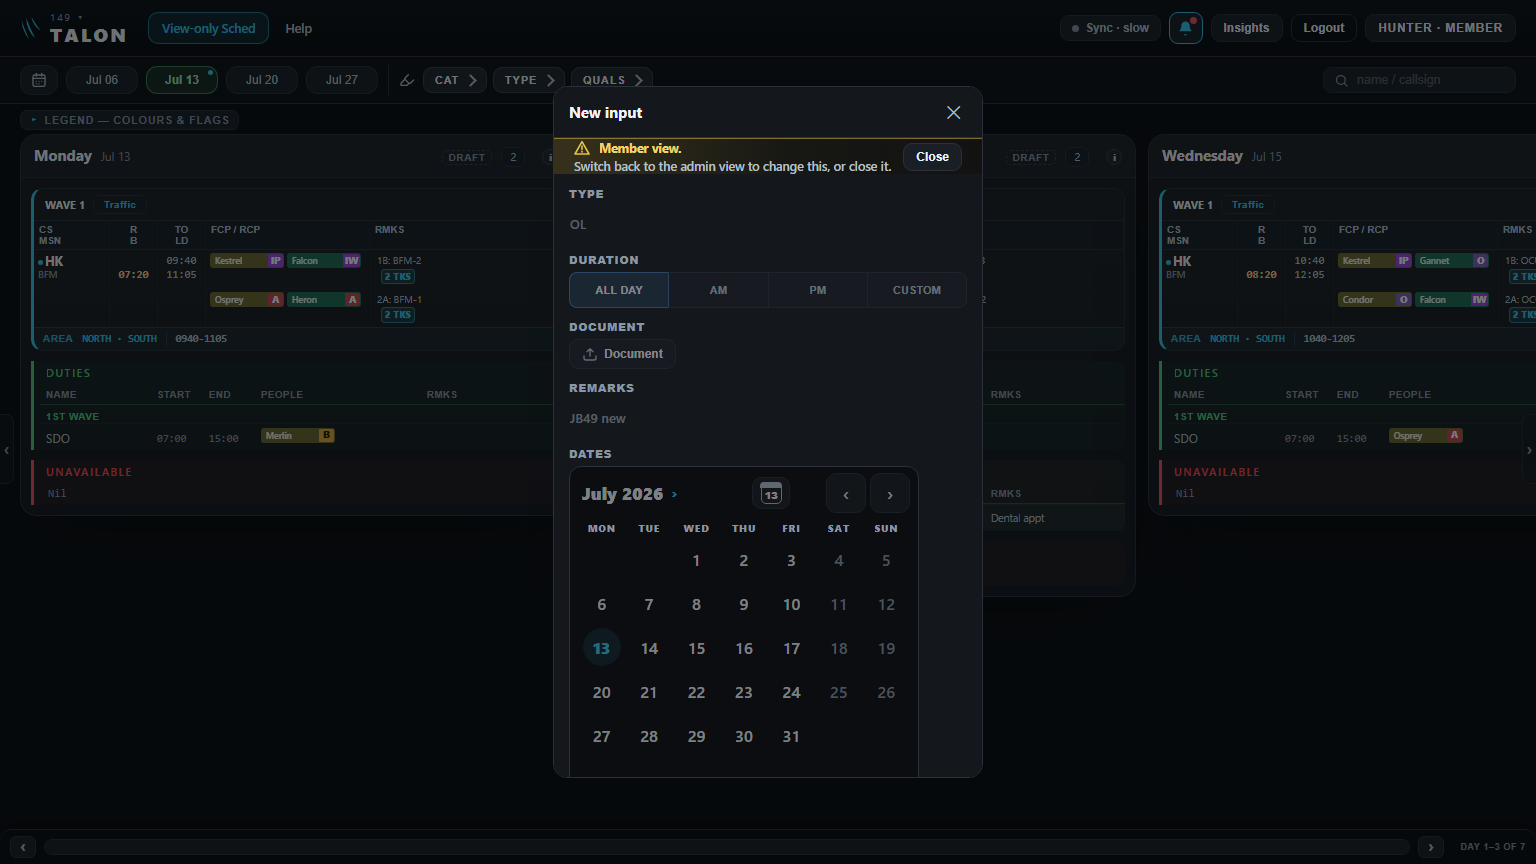 149
TALON
View-only Sched
Help
Sync · slow
Insights
Logout
HUNTER · MEMBER
Jul 06
Jul 13
Jul 20
Jul 27
CAT
TYPE
QUALS
name / callsign
LEGEND — COLOURS & FLAGS
Monday Jul 13
DRAFT
2
i
WAVE 1
Traffic
CS
MSN
R
B
TO
LD
FCP / RCP
RMKS
HK
BFM
07:20
09:40
11:05
Kestrel IP
Falcon IW
1B: BFM-2
2 TKS
Osprey A
Heron A
2A: BFM-1
2 TKS
AREA NORTH · SOUTH 0940-1105
DUTIES
NAME START END PEOPLE RMKS
1ST WAVE
SDO 07:00 15:00 Merlin B
UNAVAILABLE
Nil
New input
Member view.
Switch back to the admin view to change this, or close it.
Close
TYPE
OL
DURATION
ALL DAY
AM
PM
CUSTOM
DOCUMENT
Document
REMARKS
JB49 new
DATES
July 2026 ›
13
‹
›
MON TUE WED THU FRI SAT SUN
1 2 3 4 5
6 7 8 9 10 11 12
13 14 15 16 17 18 19
20 21 22 23 24 25 26
27 28 29 30 31
DRAFT
2
i
RMKS
RMKS
Dental appt
Wednesday Jul 15
WAVE 1
Traffic
CS
MSN
R
B
TO
LD
FCP / RCP
RMKS
HK
BFM
08:20
10:40
12:05
Kestrel IP
Gannet O
1B: OC
2 TK
Condor O
Falcon IW
2A: OC
2 TK
AREA NORTH · SOUTH 1040-1205
DUTIES
NAME START END PEOPLE
1ST WAVE
SDO 07:00 15:00 Osprey A
UNAVAILABLE
Nil
DAY 1–3 OF 7